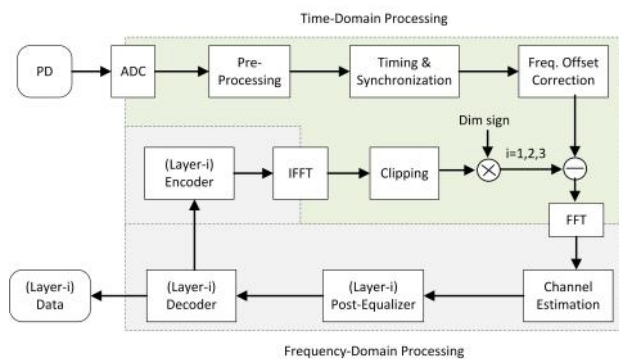 Time-Domain Processing
PD
ADC
Pre-
Processing
Timing &
Synchronization
Freq. Offset
Correction
Dim sign
i=1,2,3
(Layer-i)
Encoder
IFFT
Clipping
FFT
(Layer-i)
Data
(Layer-i)
Decoder
(Layer-i)
Post-Equalizer
Channel
Estimation
Frequency-Domain Processing